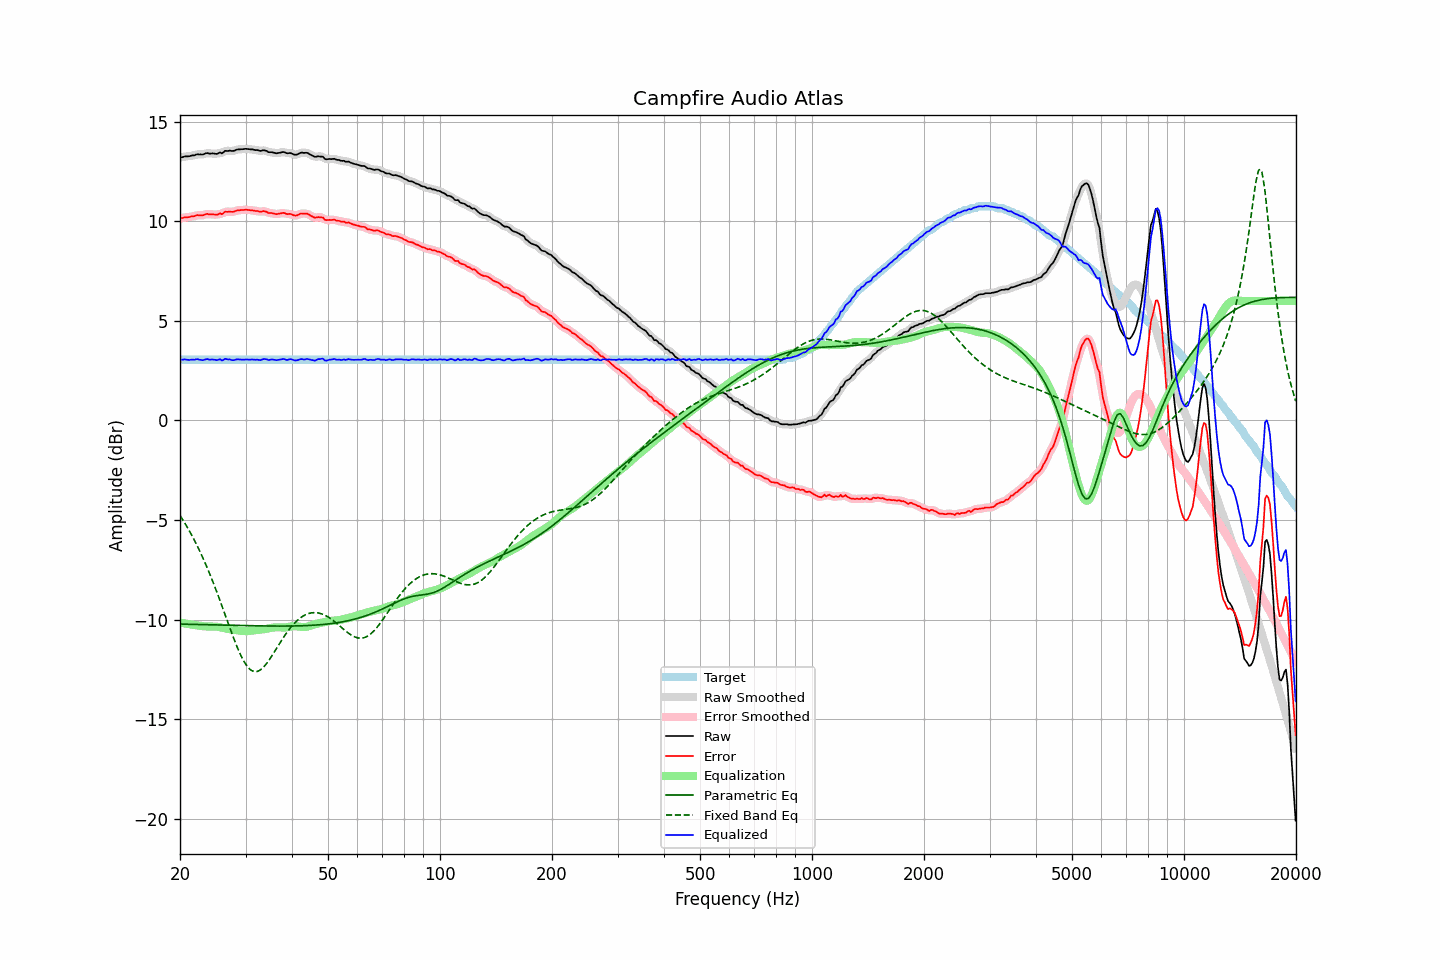 Campfire Audio Atlas
15
10
5
0
−5
−10
−15
−20
Amplitude (dBr)
20
50
100
200
500
1000
2000
5000
10000
20000
Frequency (Hz)
Target
Raw Smoothed
Error Smoothed
Raw
Error
Equalization
Parametric Eq
Fixed Band Eq
Equalized